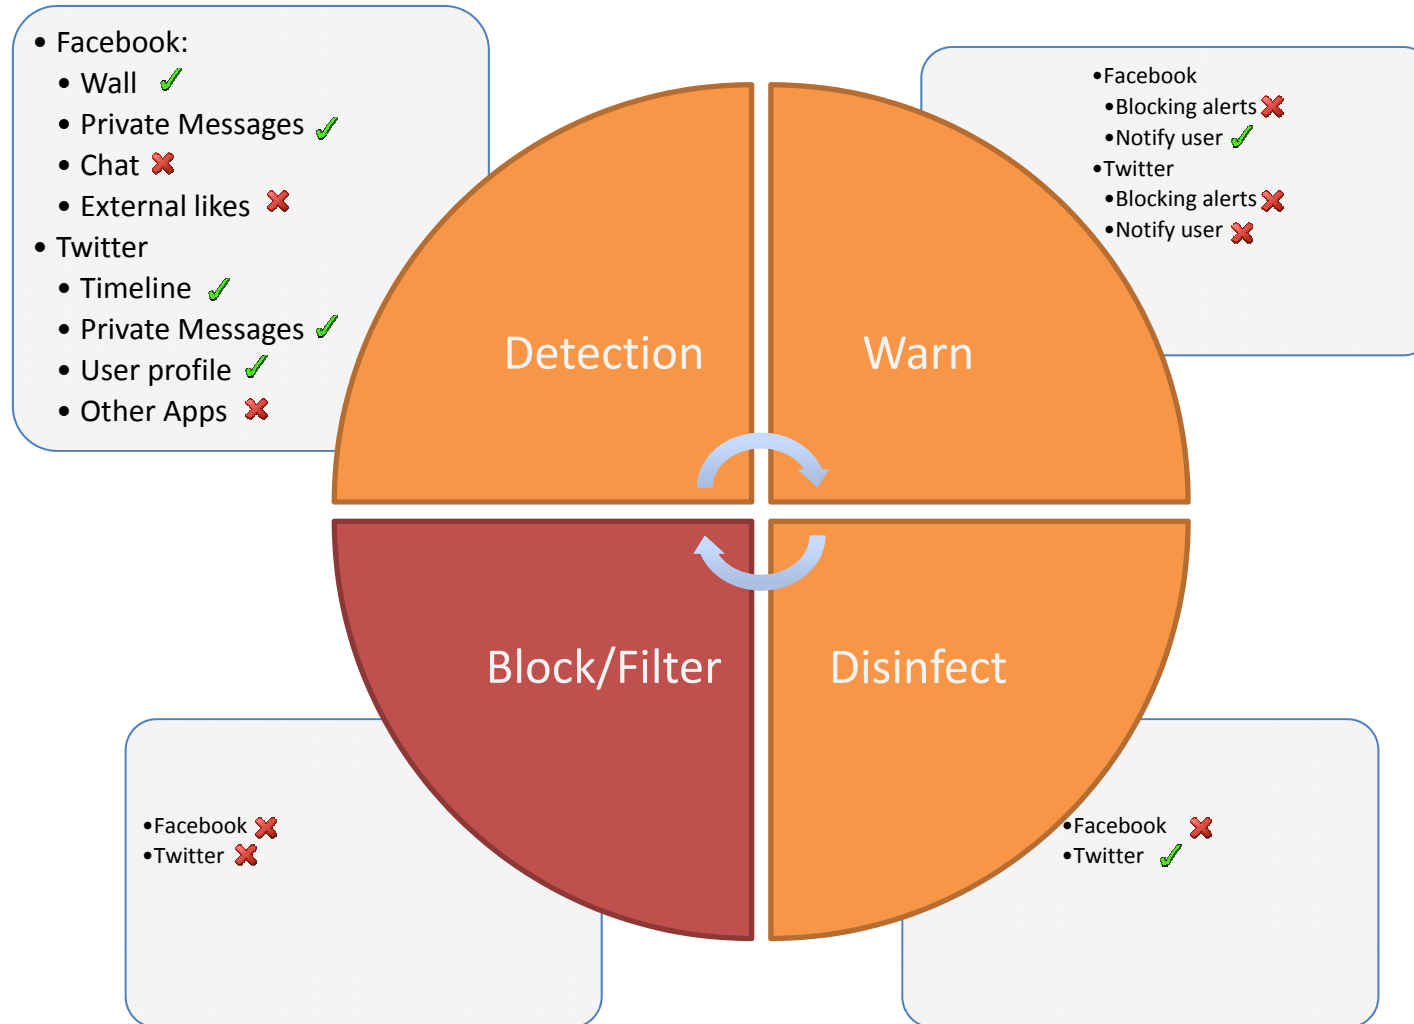 • Facebook:
• Wall
• Private Messages
• Chat
• External likes
• Twitter
• Timeline
• Private Messages
• User profile
• Other Apps
•Facebook
•Blocking alerts
•Notify user
•Twitter
•Blocking alerts
•Notify user
Detection
Warn
Block/Filter
Disinfect
•Facebook
•Twitter
•Facebook
•Twitter